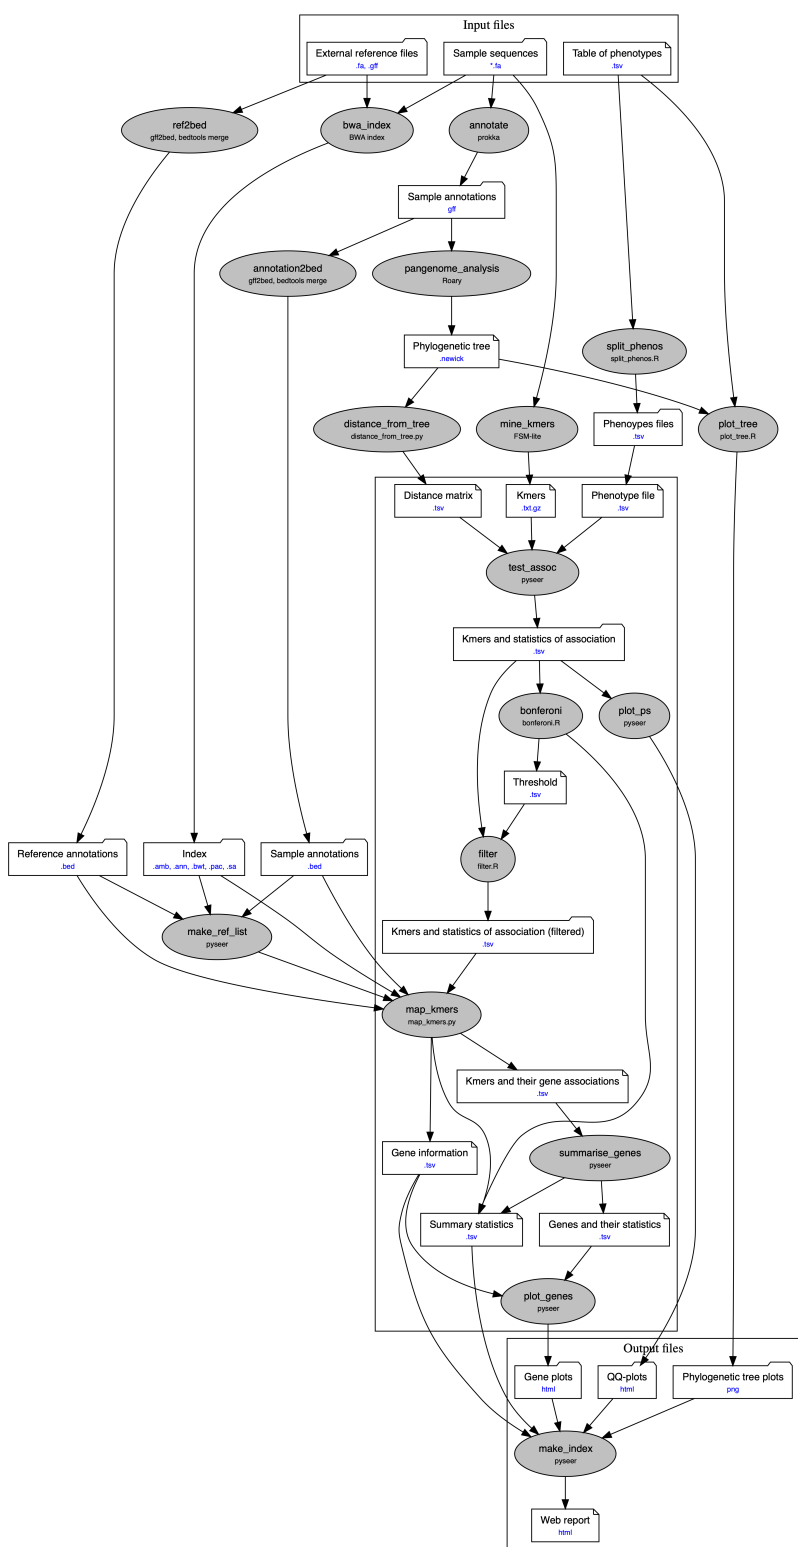 Input files
External reference files
.fa, .gff
Sample sequences
*.fa
Table of phenotypes
.tsv
ref2bed
gff2bed, bedtools merge
bwa_index
BWA index
annotate
prokka
Sample annotations
gff
annotation2bed
gff2bed, bedtools merge
pangenome_analysis
Roary
Phylogenetic tree
.newick
split_phenos
split_phenos.R
distance_from_tree
distance_from_tree.py
mine_kmers
FSM-lite
Phenoypes files
.tsv
plot_tree
plot_tree.R
Distance matrix
.tsv
Kmers
.txt.gz
Phenotype file
.tsv
test_assoc
pyseer
Kmers and statistics of association
.tsv
bonferoni
bonferoni.R
plot_ps
pyseer
Threshold
.tsv
Reference annotations
.bed
Index
.amb, .ann, .bwt, .pac, .sa
Sample annotations
.bed
filter
filter.R
make_ref_list
pyseer
Kmers and statistics of association (filtered)
.tsv
map_kmers
map_kmers.py
Kmers and their gene associations
.tsv
Gene information
.tsv
summarise_genes
pyseer
Summary statistics
.tsv
Genes and their statistics
.tsv
plot_genes
pyseer
Output files
Gene plots
html
QQ-plots
html
Phylogenetic tree plots
png
make_index
pyseer
Web report
html